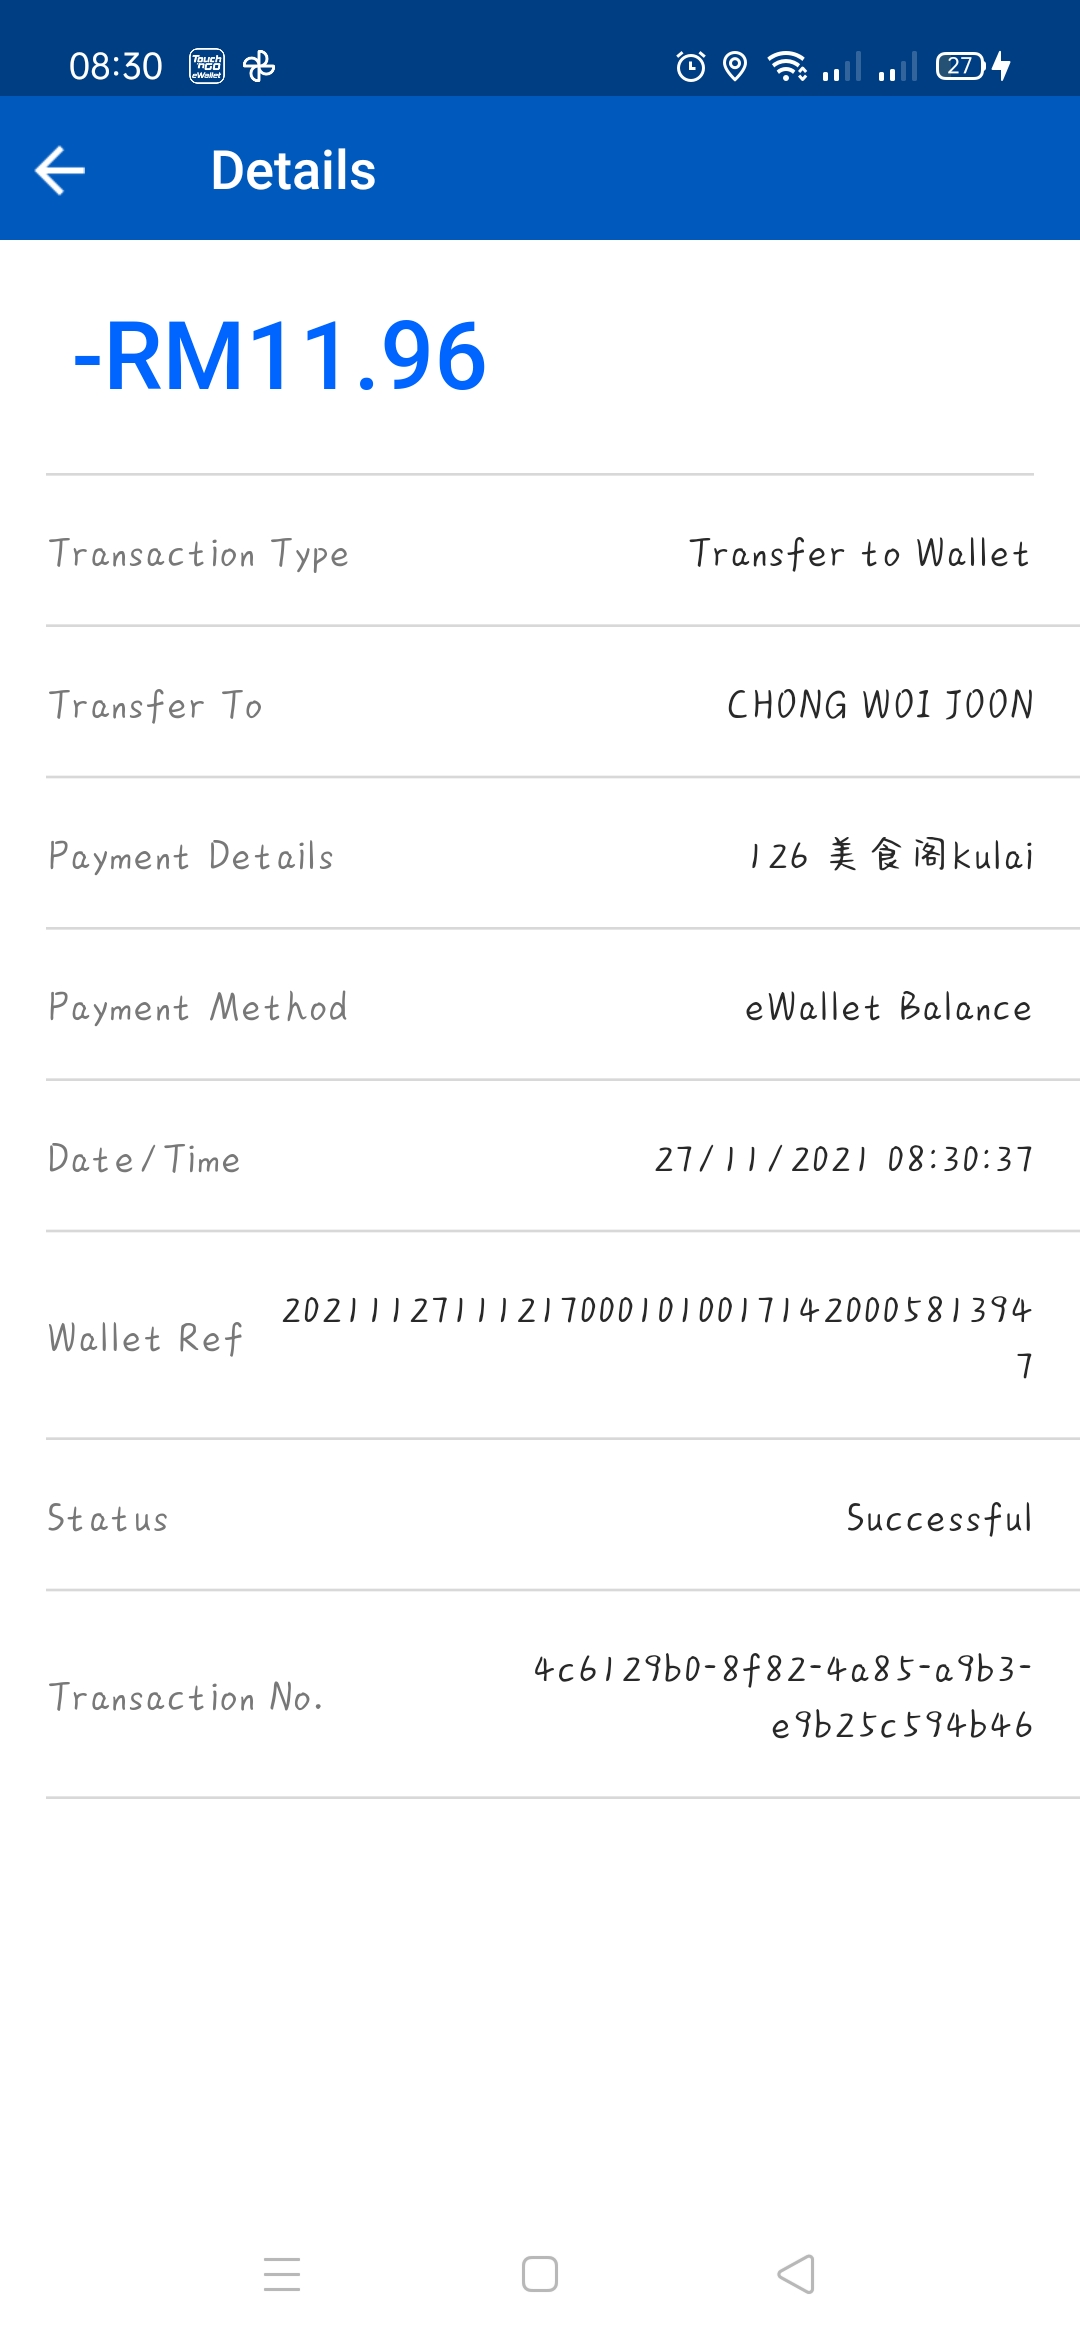 08:30
Touch 'n GO eWallet
27
Details
-RM11.96
Transaction Type
Transfer to Wallet
Transfer To
CHONG WOI JOON
Payment Details
126 美食阁kulai
Payment Method
eWallet Balance
Date/Time
27/11/2021 08:30:37
Wallet Ref
202111271112170001010017142000581394
7
Status
Successful
Transaction No.
4c6129b0-8f82-4a85-a9b3-
e9b25c594b46